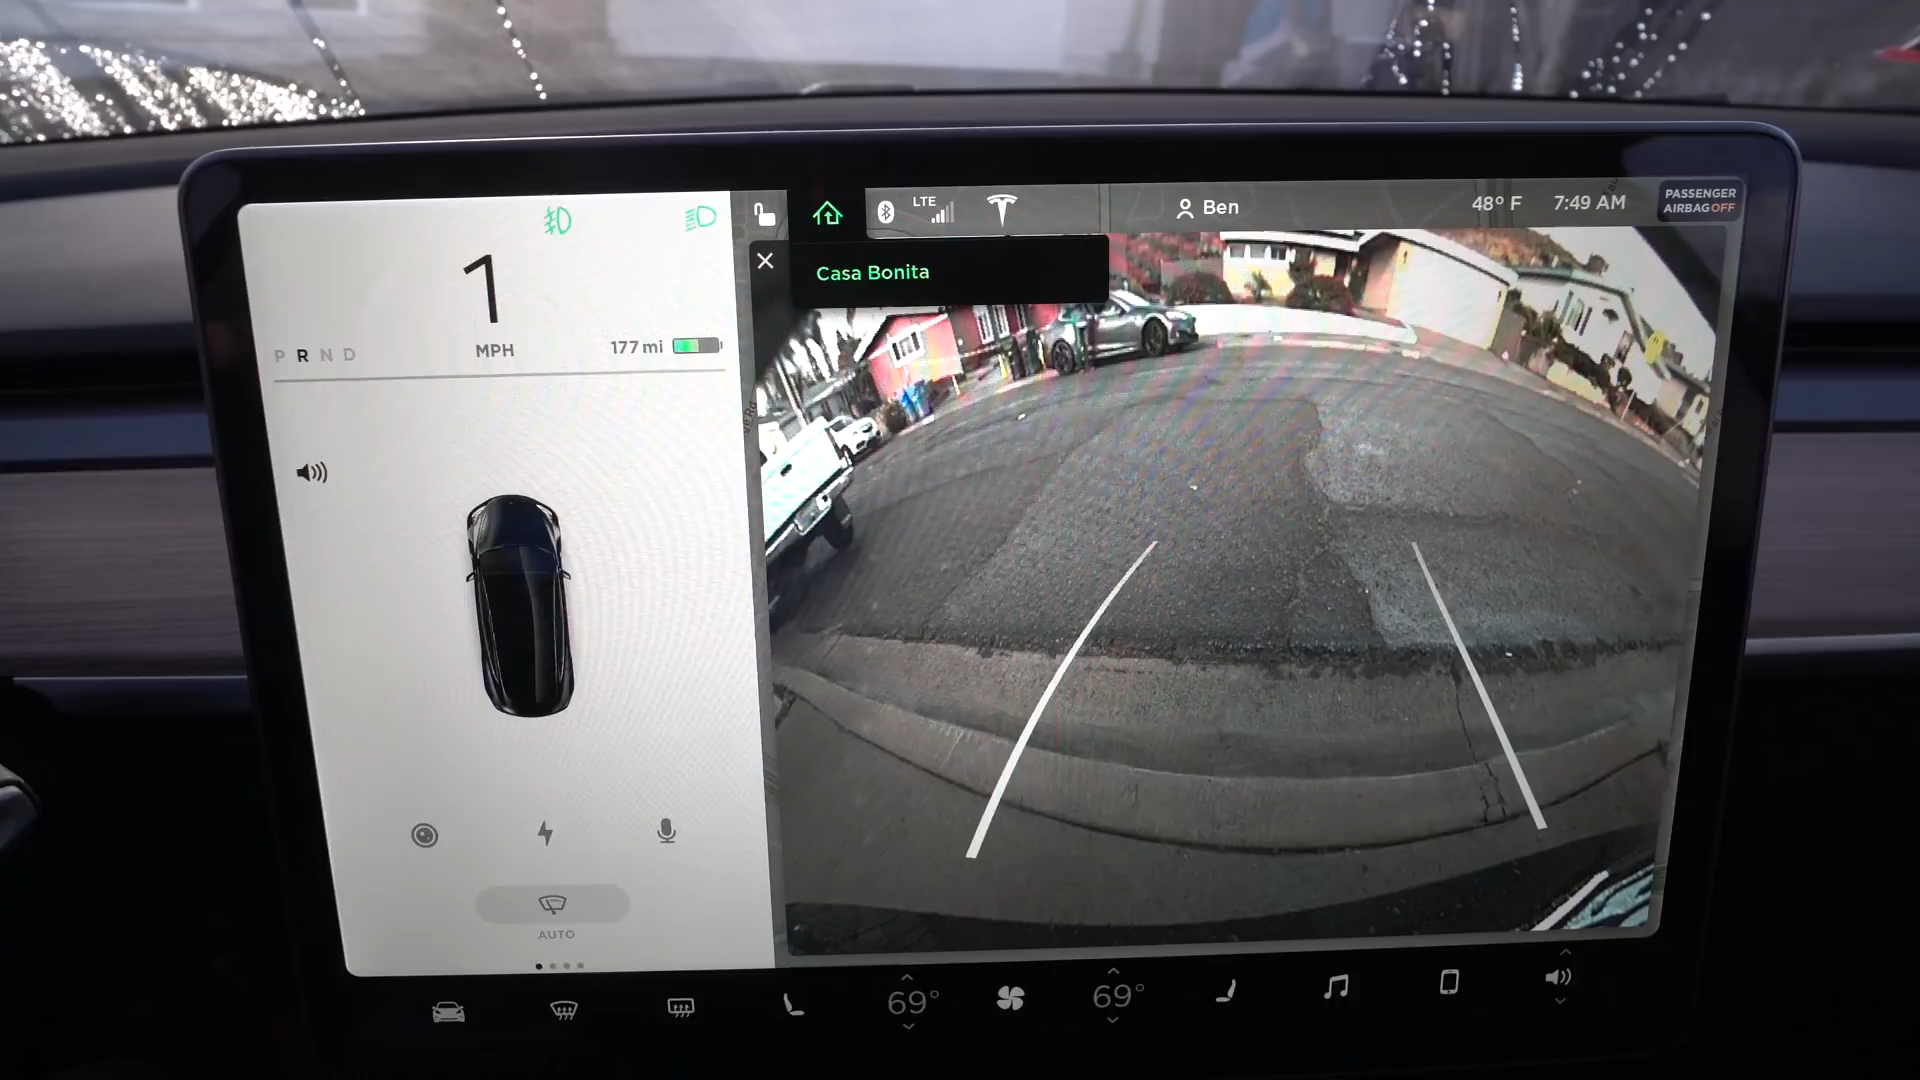 LTE
Ben
48° F
7:49 AM
PASSENGER
AIRBAG OFF
Casa Bonita
1
MPH
P R N D
177 mi
AUTO
69°
69°